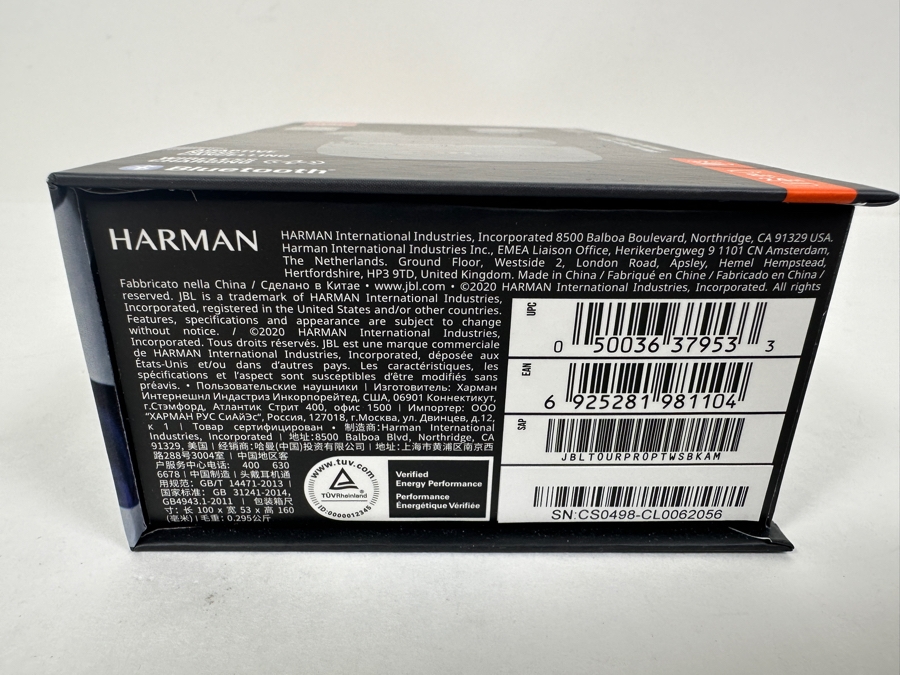 Bluetooth
HARMAN
HARMAN International Industries, Incorporated 8500 Balboa Boulevard, Northridge, CA 91329 USA.
Harman International Industries Inc., EMEA Liaison Office, Herikerbergweg 9 1101 CN Amsterdam,
The Netherlands. Ground Floor, Westside 2, London Road, Apsley, Hemel Hempstead,
Hertfordshire, HP3 9TD, United Kingdom. Made in China / Fabriqué en Chine / Fabricado en China /
Fabbricato nella China / Сделано в Китае • www.jbl.com • ©2020 HARMAN International Industries, Incorporated. All rights
reserved. JBL is a trademark of HARMAN International Industries,
Incorporated, registered in the United States and/or other countries.
Features, specifications and appearance are subject to change
without notice. / ©2020 HARMAN International Industries,
Incorporated. Tous droits réservés. JBL est une marque commerciale
de HARMAN International Industries, Incorporated, déposée aux
États-Unis et/ou dans d'autres pays. Les caractéristiques, les
spécifications et l'aspect sont susceptibles d'être modifiés sans
préavis. • Пользовательские наушники | Изготовитель: Харман
Интернешнл Индастриз Инкорпорейтед, США, 06901 Коннектикут,
г.Стэмфорд, Атлантик Стрит 400, офис 1500 | Импортер: ООО
"ХАРМАН РУС СиАйЭс", Россия, 127018, г.Москва, ул. Двинцев, д.12,
к 1 | Товар сертифицирован • 制造商:Harman International
Industries, Incorporated | 地址:8500 Balboa Blvd, Northridge, CA
91329, 美国 | 经销商:哈曼(中国)投资有限公司 | 地址:上海市黄浦区南京西
路288号3004室 | 中国地区客
户服务中心电话: 400 630
6678 | 中国制造 | 头戴耳机通
用规范: GB/T 14471-2013 |
国家标准: GB 31241-2014,
GB4943.1-2011 | 包装箱尺
寸: 长 100 x 宽 53 x 高 160
(毫米) | 毛重: 0.295公斤
www.tuv.com
TÜVRheinland
ID:0000012345
Verified
Energy Performance
Performance
Énergétique Vérifiée
UPC
0 50036 37953 3
EAN
6 925281 981104
SAP
JBLTOURPROPTWSBKAM
SN:CS0498-CL0062056